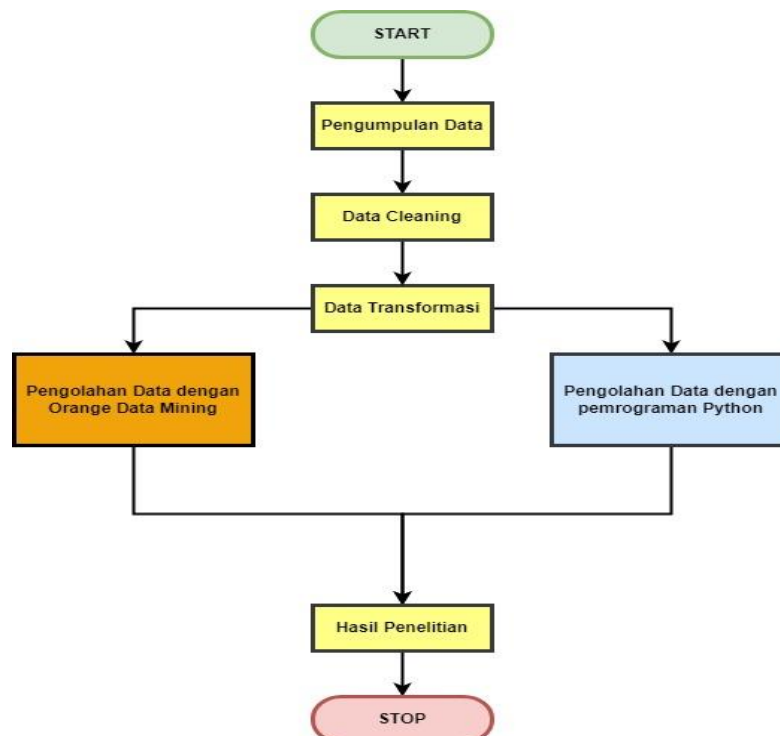 START
Pengumpulan Data
Data Cleaning
Data Transformasi
Pengolahan Data dengan
Orange Data Mining
Pengolahan Data dengan
pemrograman Python
Hasil Penelitian
STOP